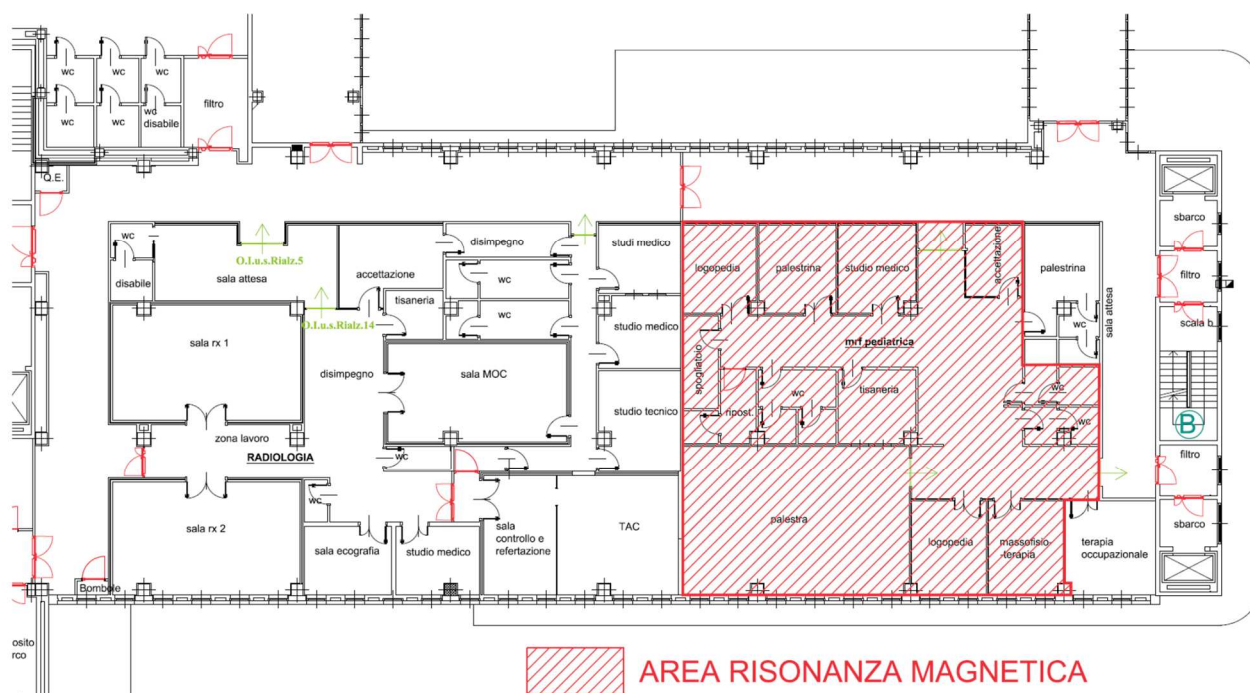 wc
wc
wc
filtro
wc
wc
wc
disabile
Q.E.
sbarco
filtro
scala b
B
filtro
sbarco
wc
disabile
O.I.u.s.Rialz.5
sala attesa
accettazione
disimpegno
tisaneria
wc
wc
O.I.u.s.Rialz.14
studi medico
studio medico
studio tecnico
sala rx 1
disimpegno
sala MOC
zona lavoro
RADIOLOGIA
wc
sala rx 2
wc
sala ecografia
studio medico
sala
controllo e
refertazione
TAC
Bombole
logopedia
palestrina
studio medico
accettazione
palestrina
sala attesa
wc
mrf pediatrica
spogliatoio
ripost.
wc
tisaneria
wc
wc
palestra
logopedia
massofisio
-terapia
terapia
occupazionale
osito
rco
AREA RISONANZA MAGNETICA